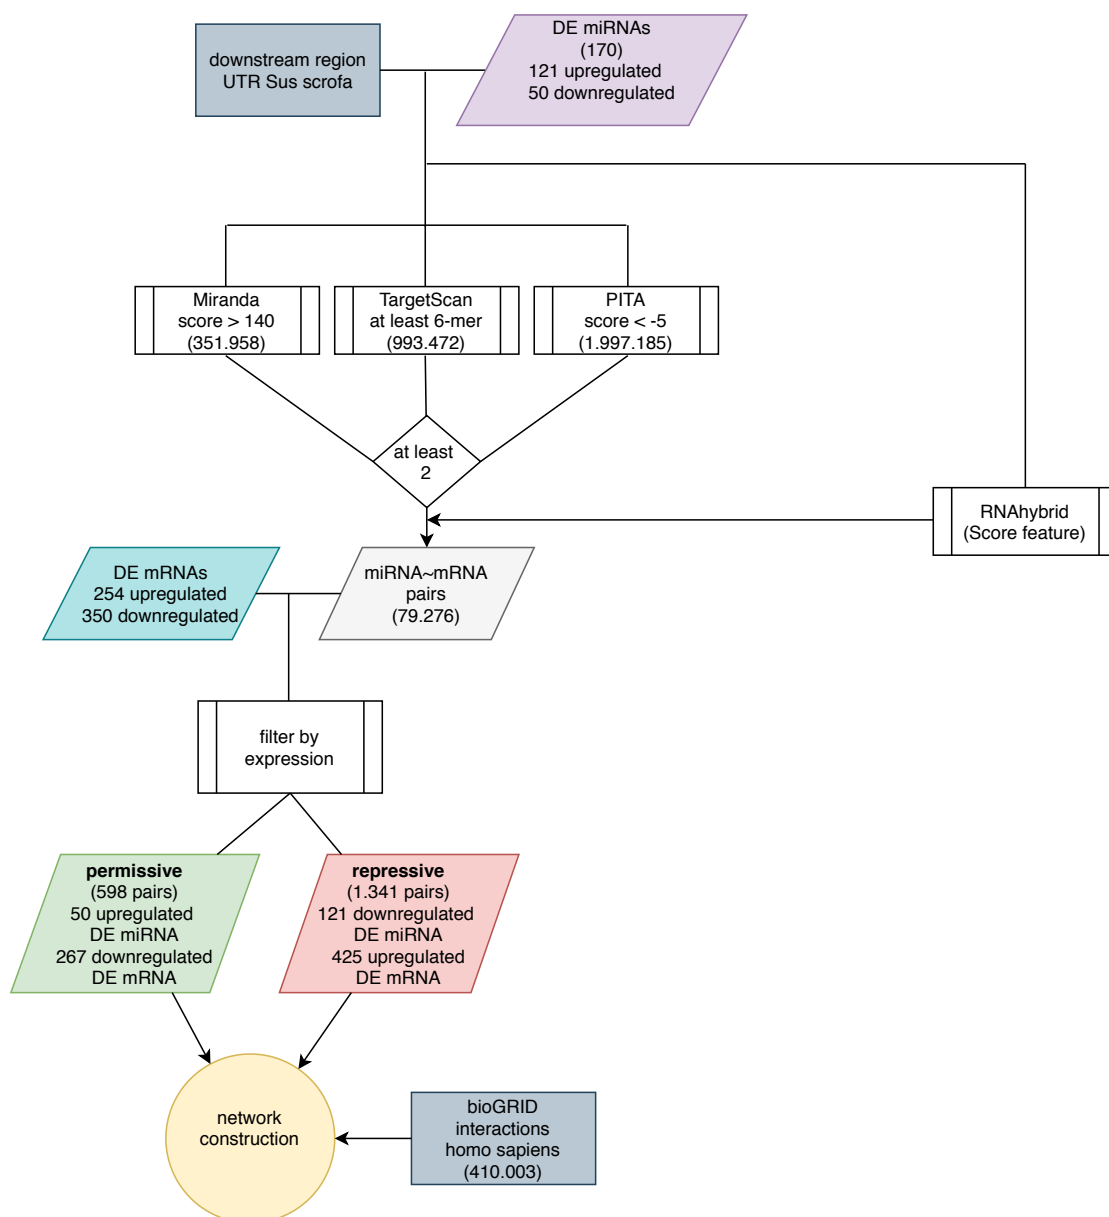 downstream region
UTR Sus scrofa
DE miRNAs
(170)
121 upregulated
50 downregulated
Miranda
score > 140
(351.958)
TargetScan
at least 6-mer
(993.472)
PITA
score < -5
(1.997.185)
at least
2
RNAhybrid
(Score feature)
DE mRNAs
254 upregulated
350 downregulated
miRNA~mRNA
pairs
(79.276)
filter by
expression
permissive
(598 pairs)
50 upregulated
DE miRNA
267 downregulated
DE mRNA
repressive
(1.341 pairs)
121 downregulated
DE miRNA
425 upregulated
DE mRNA
network
construction
bioGRID
interactions
homo sapiens
(410.003)